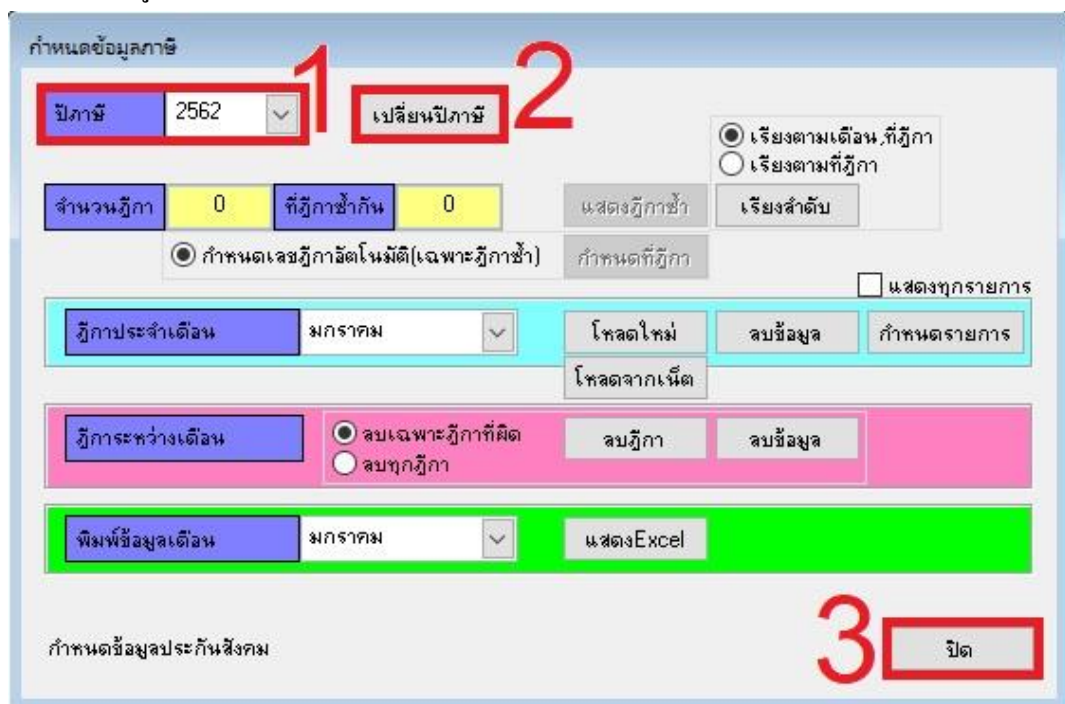 กำหนดข้อมูลภาษี
1
2
ปีภาษี 2562 เปลี่ยนปีภาษี
เรียงตามเดือน,ที่ฎีกา
เรียงตามที่ฎีกา
จำนวนฎีกา 0 ที่ฎีกาซ้ำกัน 0 แสดงฎีกาซ้ำ เรียงลำดับ
กำหนดเลขฎีกาอัตโนมัติ(เฉพาะฎีกาซ้ำ) กำหนดที่ฎีกา
แสดงทุกรายการ
ฎีกาประจำเดือน มกราคม โหลดใหม่ ลบข้อมูล กำหนดรายการ
โหลดจากเน็ต
ฎีการะหว่างเดือน ลบเฉพาะฎีกาที่ผิด ลบฎีกา ลบข้อมูล
ลบทุกฎีกา
พิมพ์ข้อมูลเดือน มกราคม แสดงExcel
กำหนดข้อมูลประกันสังคม 3 ปิด